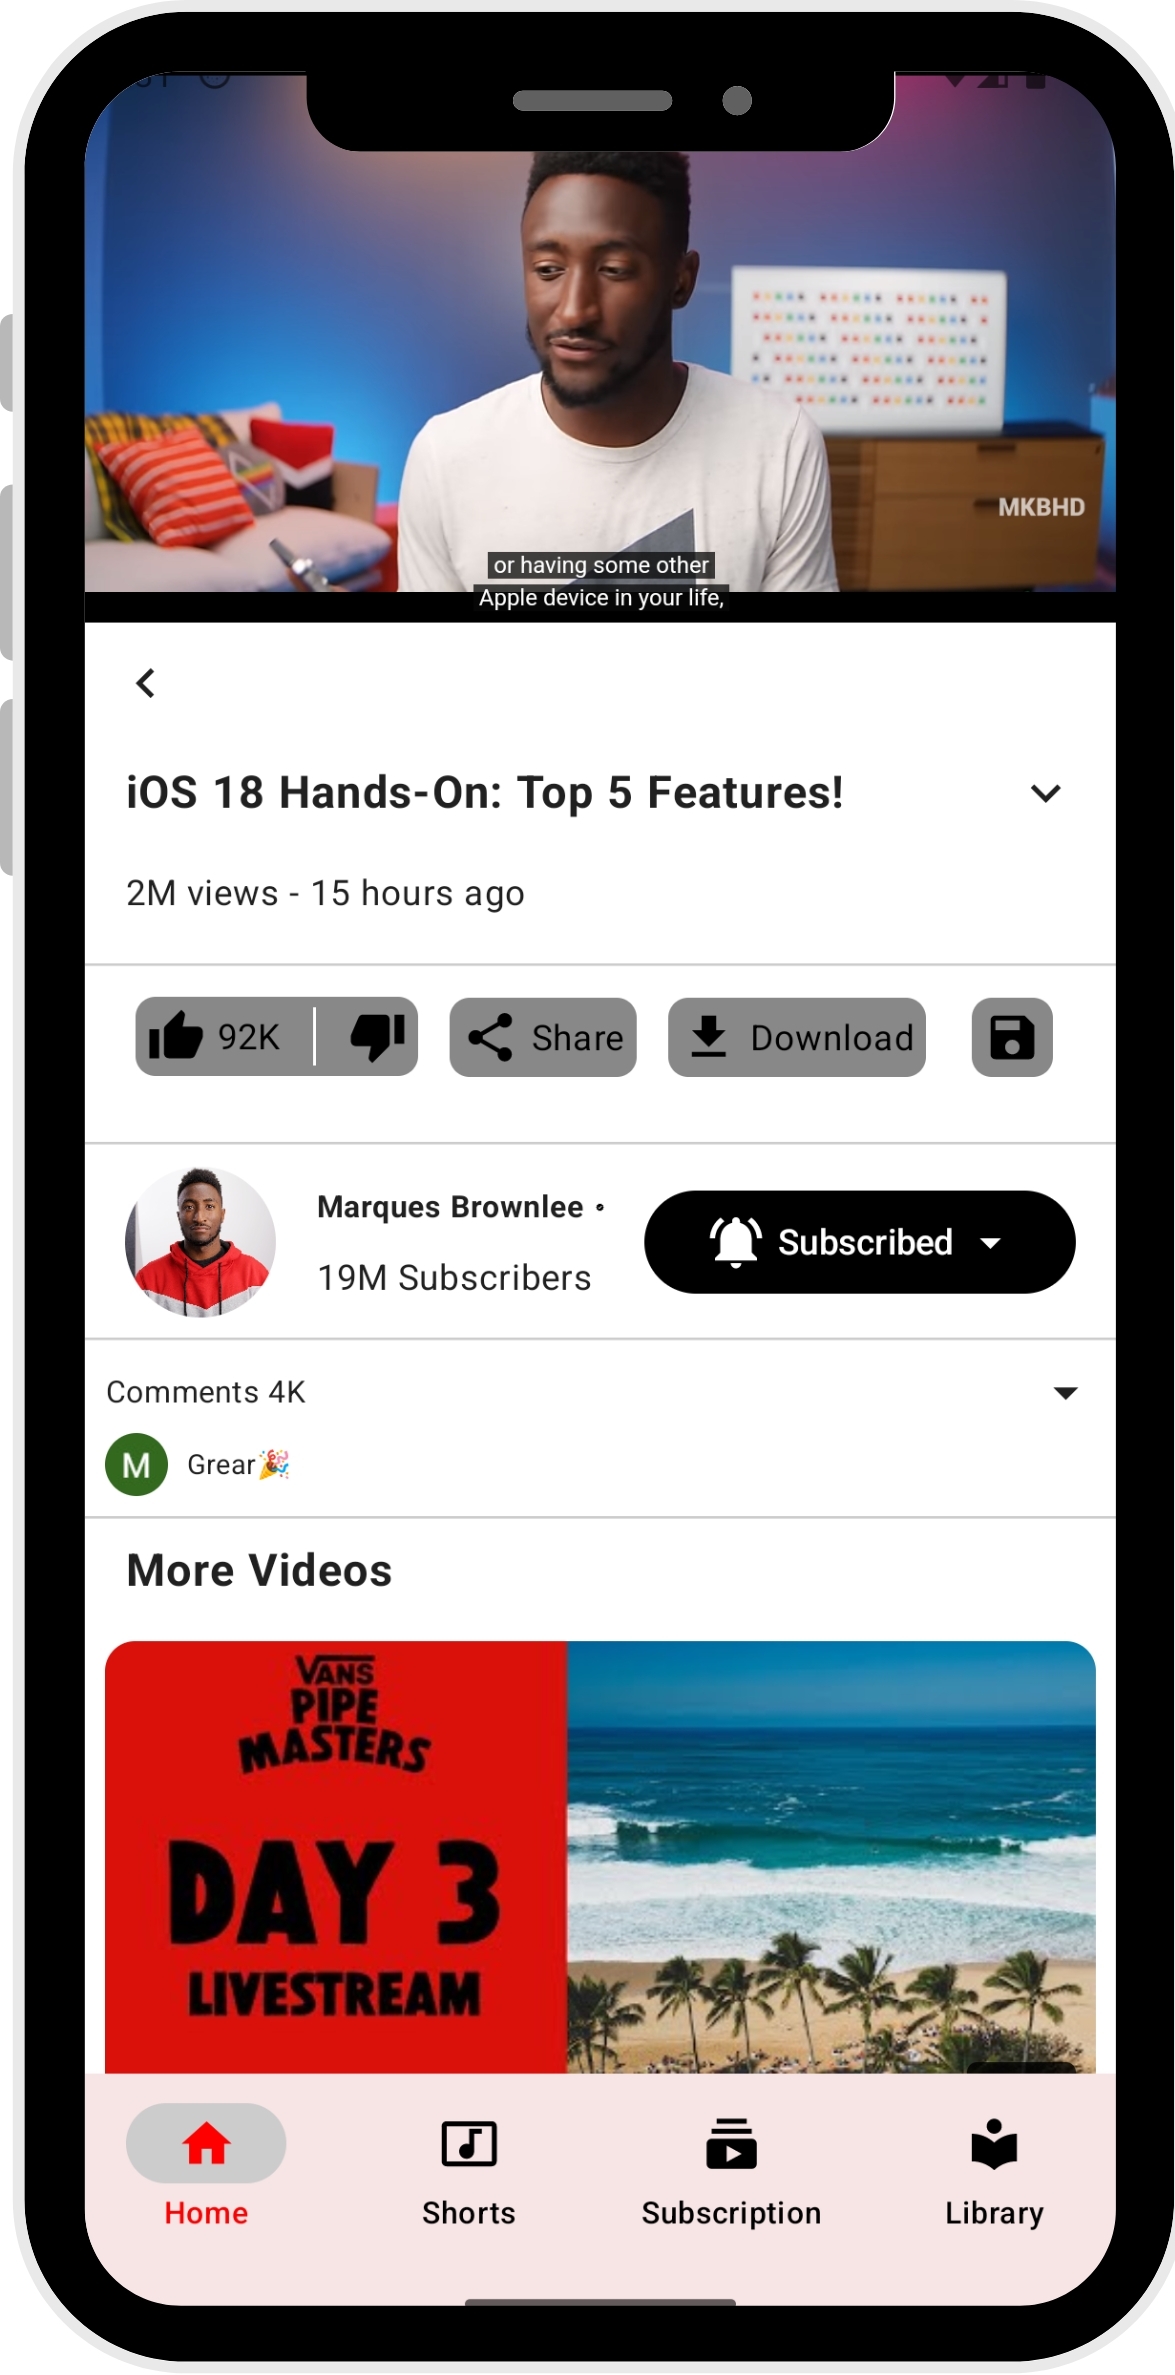 MKBHD
or having some other
Apple device in your life,
iOS 18 Hands-On: Top 5 Features!
2M views - 15 hours ago
92K
Share
Download
Marques Brownlee
Subscribed
19M Subscribers
Comments 4K
M
Grear🎉
More Videos
VANS
PIPE
MASTERS
DAY 3
LIVESTREAM
Home
Shorts
Subscription
Library